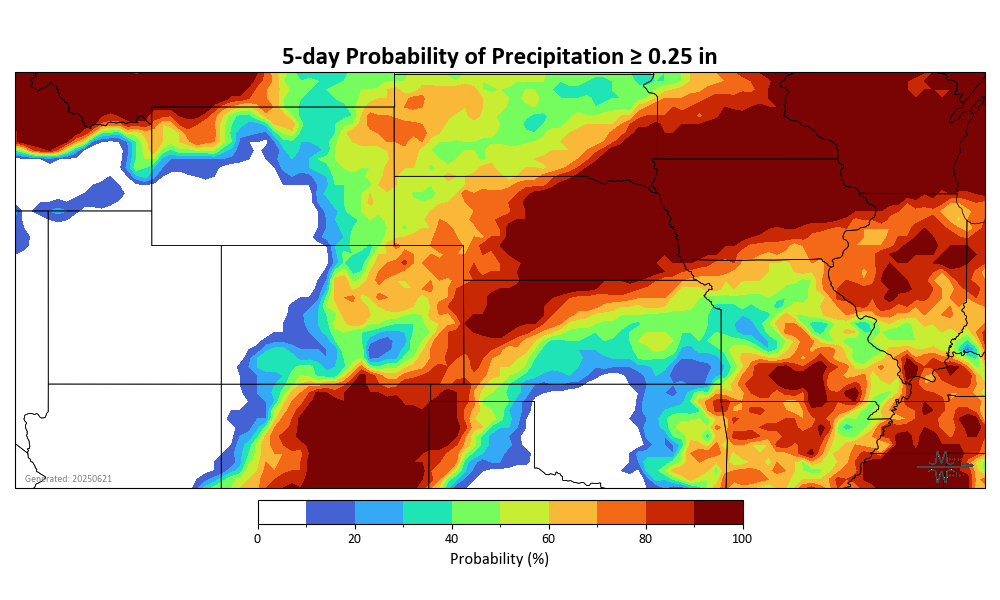 5-day Probability of Precipitation ≥ 0.25 in
Generated: 20250621
0 20 40 60 80 100
Probability (%)